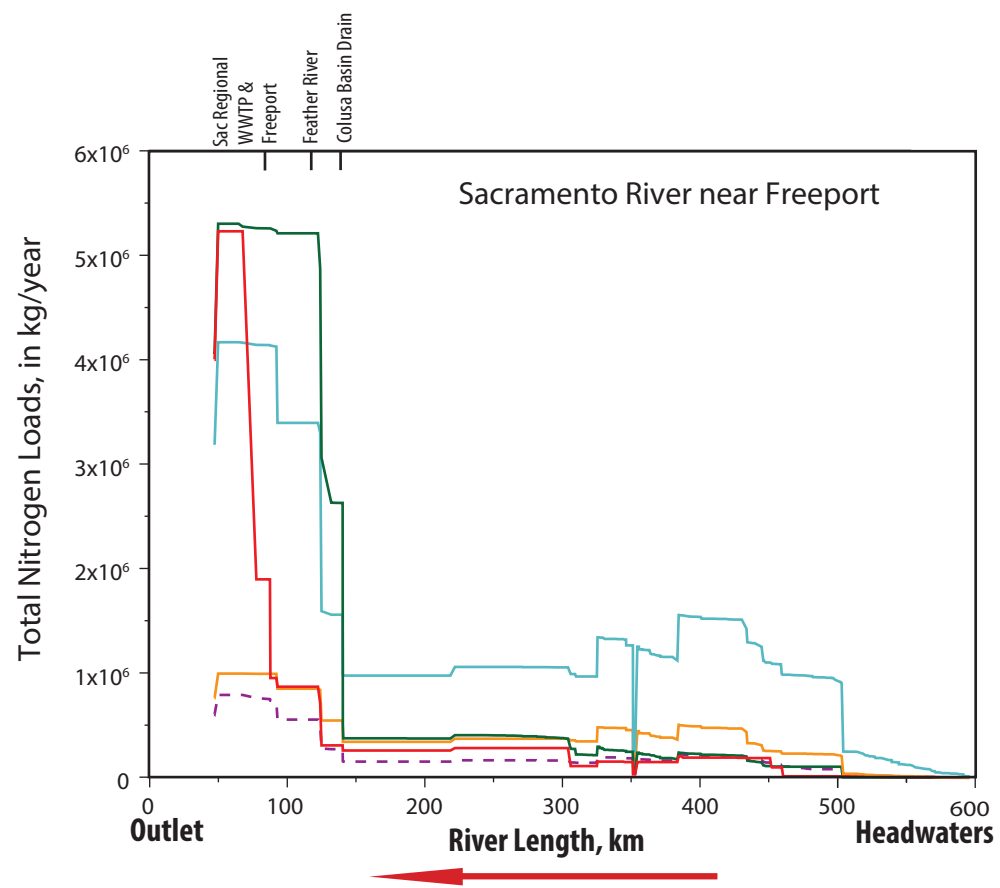 Sac Regional
WWTP &
Freeport
Feather River
Colusa Basin Drain
Sacramento River near Freeport
Total Nitrogen Loads, in kg/year
6x10⁶
5x10⁶
4x10⁶
3x10⁶
2x10⁶
1x10⁶
0
0 100 200 300 400 500 600
Outlet River Length, km Headwaters